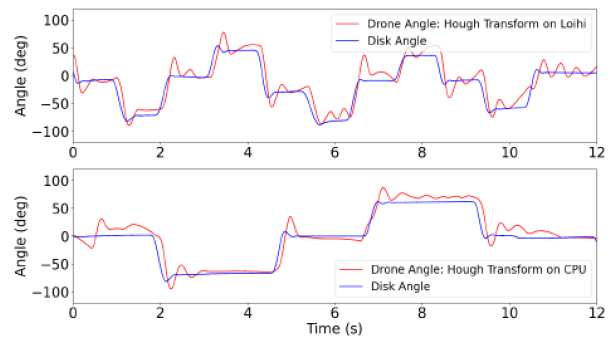 100
50
0
−50
−100
Angle (deg)
Drone Angle: Hough Transform on Loihi
Disk Angle
0 2 4 6 8 10 12
100
50
0
−50
−100
Angle (deg)
Drone Angle: Hough Transform on CPU
Disk Angle
0 2 4 6 8 10 12
Time (s)